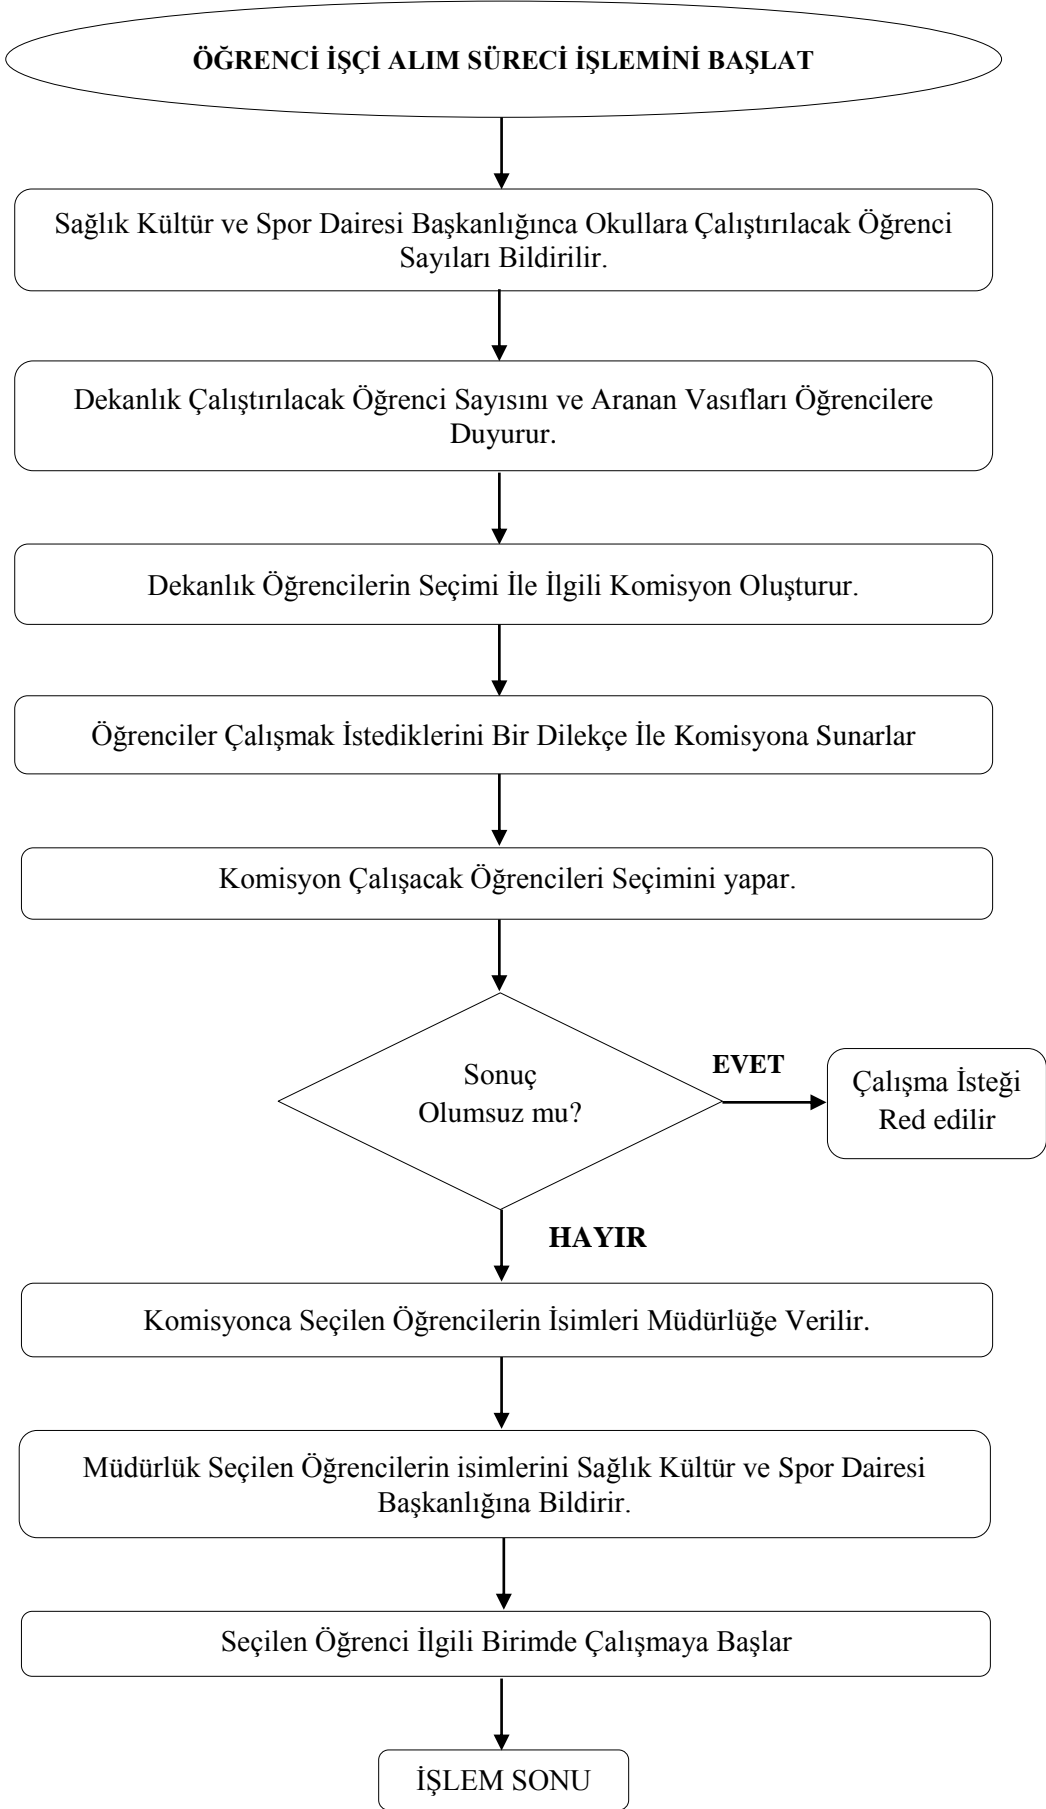 ÖĞRENCİ İŞÇİ ALIM SÜRECİ İŞLEMİNİ BAŞLAT
Sağlık Kültür ve Spor Dairesi Başkanlığınca Okullara Çalıştırılacak Öğrenci
Sayıları Bildirilir.
Dekanlık Çalıştırılacak Öğrenci Sayısını ve Aranan Vasıfları Öğrencilere
Duyurur.
Dekanlık Öğrencilerin Seçimi İle İlgili Komisyon Oluşturur.
Öğrenciler Çalışmak İstediklerini Bir Dilekçe İle Komisyona Sunarlar
Komisyon Çalışacak Öğrencileri Seçimini yapar.
Sonuç
Olumsuz mu?
EVET
Çalışma İsteği
Red edilir
HAYIR
Komisyonca Seçilen Öğrencilerin İsimleri Müdürlüğe Verilir.
Müdürlük Seçilen Öğrencilerin isimlerini Sağlık Kültür ve Spor Dairesi
Başkanlığına Bildirir.
Seçilen Öğrenci İlgili Birimde Çalışmaya Başlar
İŞLEM SONU